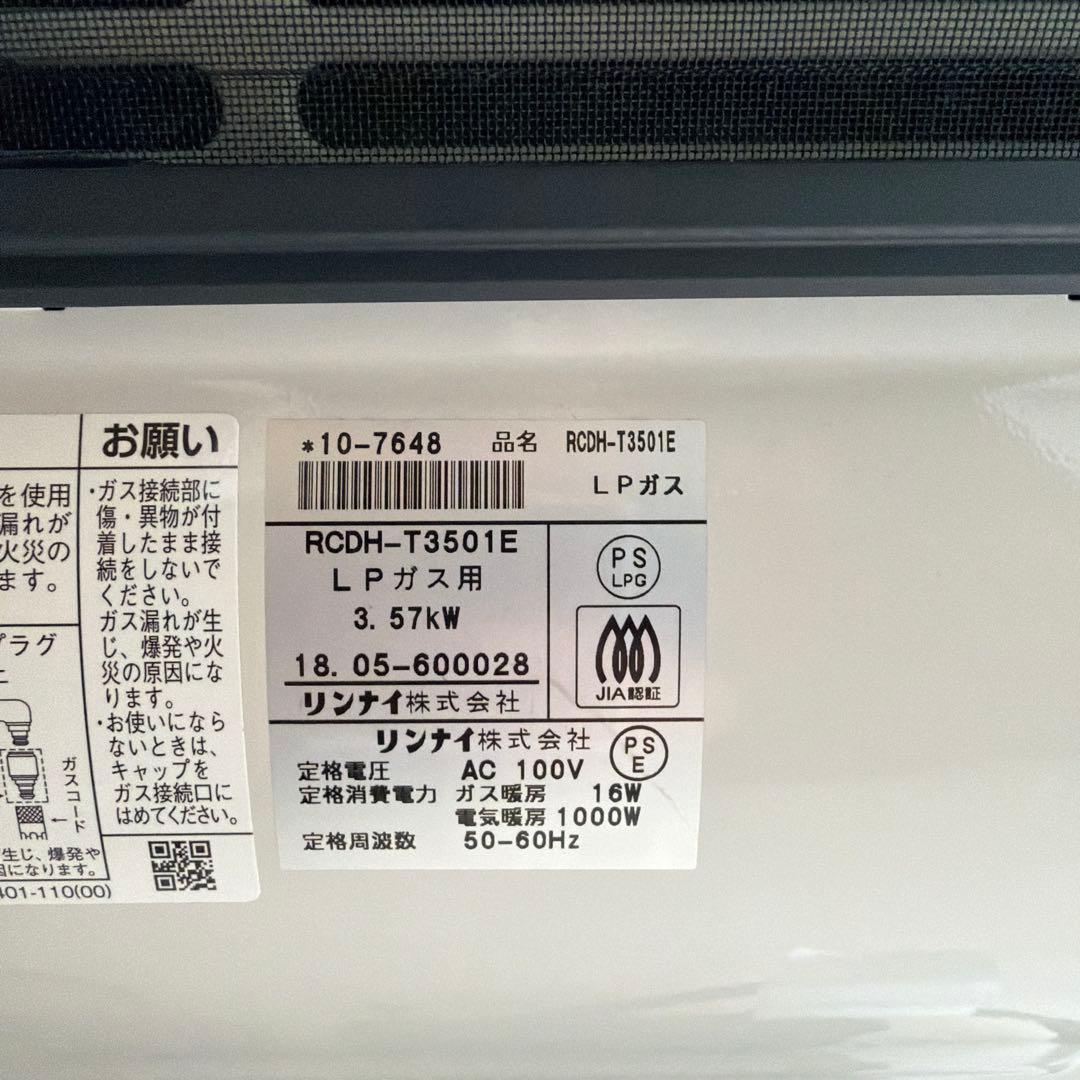 を使用
漏れが
火災の
ます。
プラグ
ガスコード
生じ、爆発や
因になります。
401-110(00)
お願い
・ガス接続部に
傷・異物が付
着したまま接
続をしないで
ください。
ガス漏れが生
じ、爆発や火
災の原因にな
ります。
・お使いになら
ないときは、
キャップを
ガス接続口に
はめてください。
*10-7648 品名 RCDH-T3501E
LPガス
RCDH-T3501E
LPガス用
3.57kW
18.05-600028
リンナイ株式会社
PS
LPG
JIA認証
リンナイ株式会社
PS
E
定格電圧 AC 100V
定格消費電力 ガス暖房 16W
電気暖房 1000W
定格周波数 50-60Hz